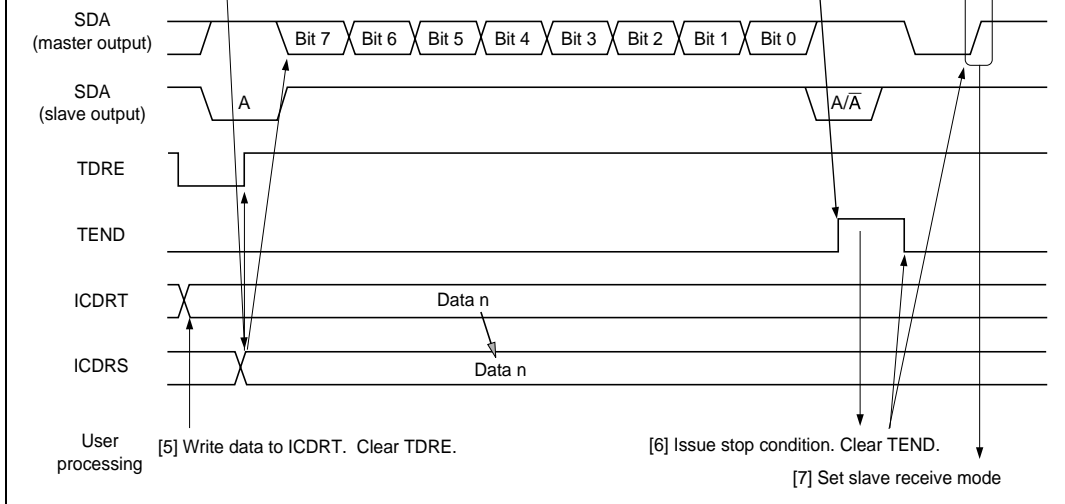 SDA
(master output)
Bit 7 Bit 6 Bit 5 Bit 4 Bit 3 Bit 2 Bit 1 Bit 0
SDA
(slave output)
A
A/A̅
TDRE
TEND
ICDRT
Data n
ICDRS
Data n
User
processing
[5] Write data to ICDRT. Clear TDRE.
[6] Issue stop condition. Clear TEND.
[7] Set slave receive mode